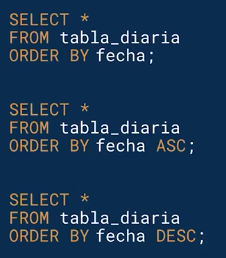 SELECT *
FROM tabla_diaria
ORDER BY fecha;
SELECT *
FROM tabla_diaria
ORDER BY fecha ASC;
SELECT *
FROM tabla_diaria
ORDER BY fecha DESC;